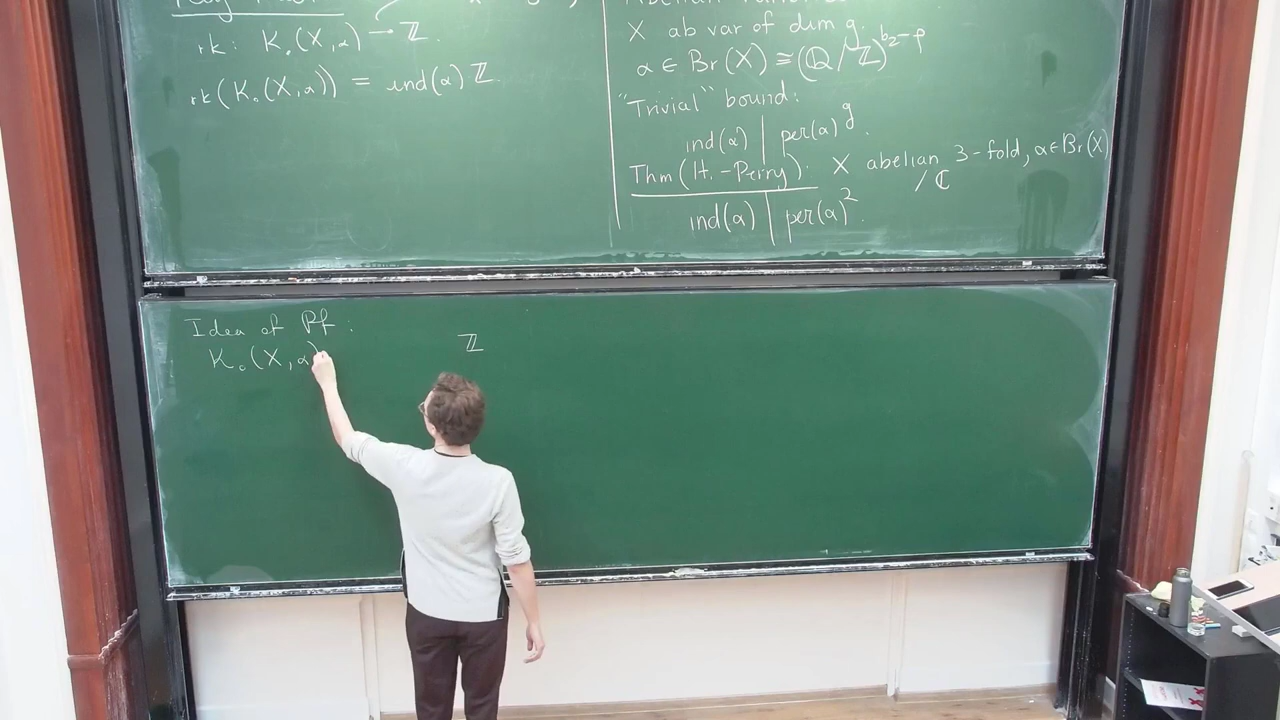 rk: K₀(X,α) → ℤ.
rk(K₀(X,α)) = ind(α) ℤ.
X ab var of dim g.
α ∈ Br(X) ≅ (ℚ/ℤ)^{b₂-ρ}
"Trivial" bound:
ind(α) | per(α)^g.
Thm (H.-Perry): X abelian 3-fold, α∈Br(X)
/ℂ
ind(α) | per(α)².
Idea of Pf:
K₀(X,α) ℤ